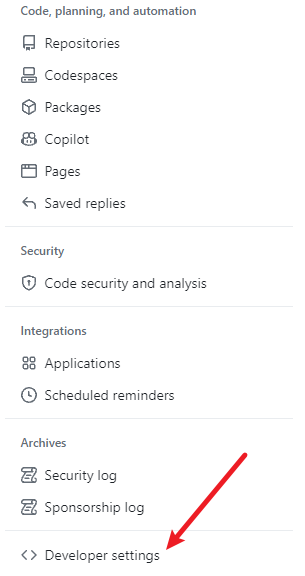 Code, planning, and automation
Repositories
Codespaces
Packages
Copilot
Pages
Saved replies
Security
Code security and analysis
Integrations
Applications
Scheduled reminders
Archives
Security log
Sponsorship log
Developer settings